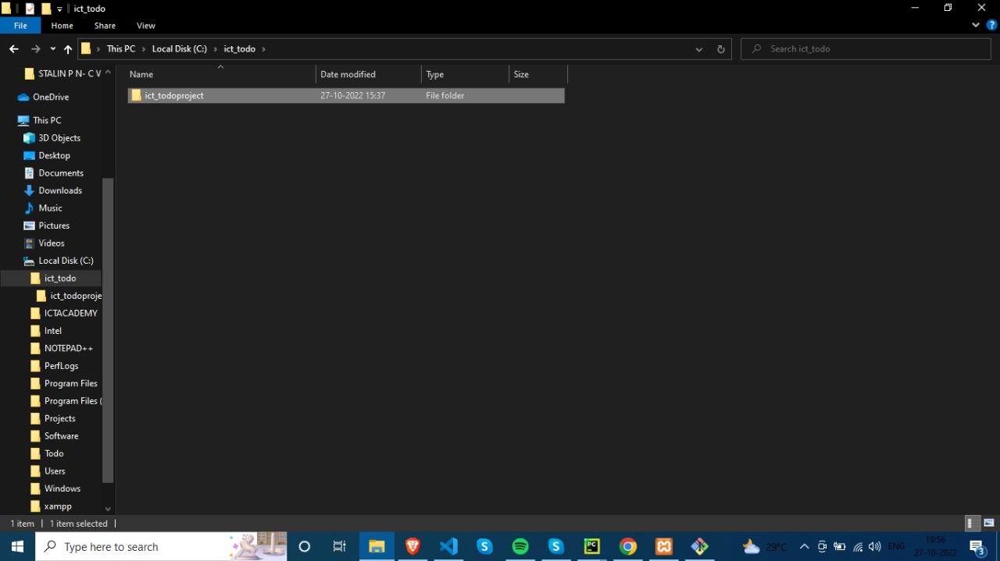 ict_todo
File Home Share View
This PC Local Disk (C:) ict_todo Search ict_todo
Name Date modified Type Size
ict_todoproject 27-10-2022 15:37 File folder
STALIN P N- C V
OneDrive
This PC
3D Objects
Desktop
Documents
Downloads
Music
Pictures
Videos
Local Disk (C:)
ict_todo
ict_todoproje
ICTACADEMY
Intel
NOTEPAD++
PerfLogs
Program Files
Program Files (
Projects
Software
Todo
Users
Windows
xampp
1 item 1 item selected
Type here to search 29°C ENG 19:56
27-10-2022 3